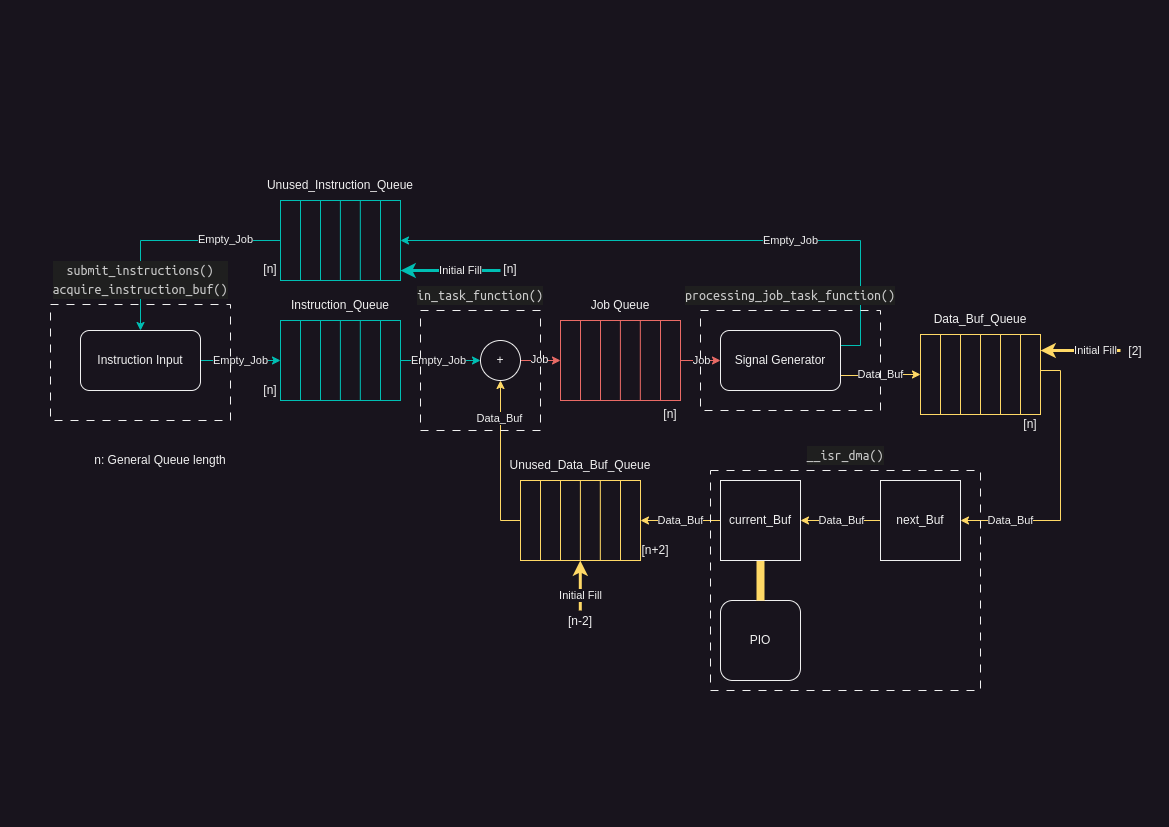 Unused_Instruction_Queue
Empty_Job
Empty_Job
[n]
Initial Fill
[n]
submit_instructions()
acquire_instruction_buf()
Instruction_Queue
in_task_function()
Job Queue
processing_job_task_function()
Data_Buf_Queue
Instruction Input
Empty_Job
[n]
Empty_Job
+
Job
Job
[n]
Signal Generator
Data_Buf
Initial Fill
[2]
[n]
Data_Buf
n: General Queue length
Unused_Data_Buf_Queue
__isr_dma()
Data_Buf
current_Buf
Data_Buf
next_Buf
Data_Buf
[n+2]
Initial Fill
[n-2]
PIO